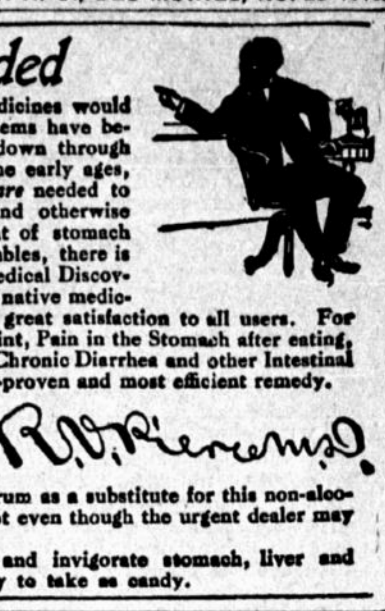 ded
dicines would
ems have be-
down through
he early ages,
are needed to
nd otherwise
t of stomach
bles, there is
edical Discov-
native medic-
great satisfaction to all users. For
int, Pain in the Stomach after eating,
Chronic Diarrhea and other Intestinal
-proven and most efficient remedy.
R.V. Pierce M.D.
rum as a substitute for this non-alco-
t even though the urgent dealer may
and invigorate stomach, liver and
y to take as candy.